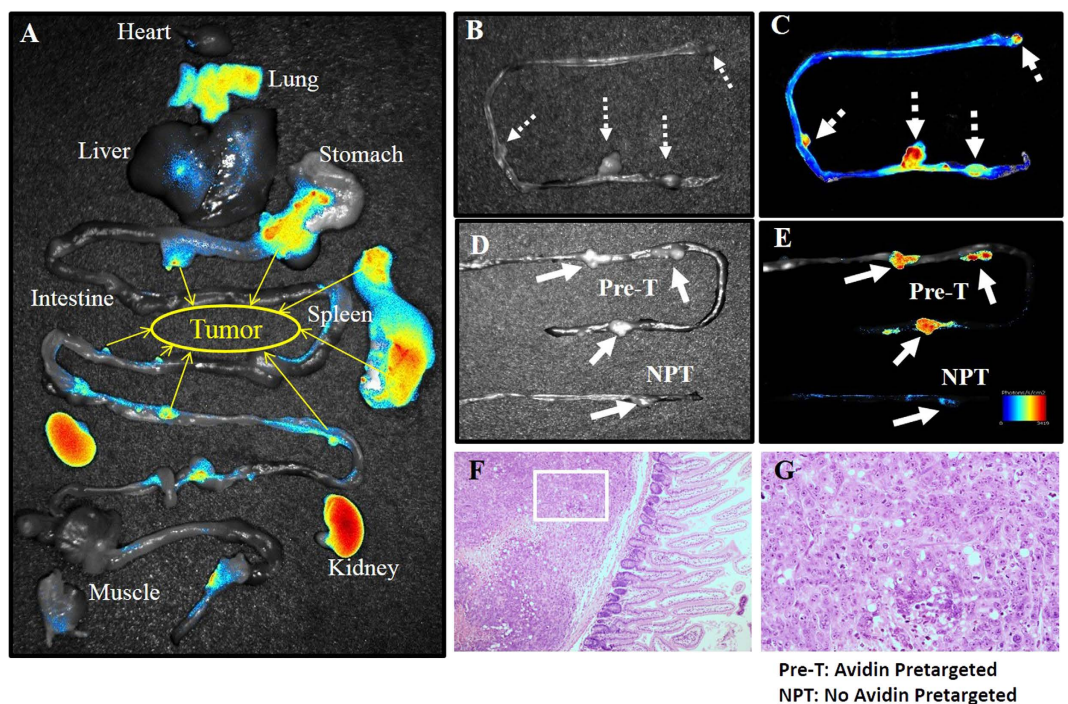 A
Heart
Lung
Liver
Stomach
Intestine
Spleen
Tumor
Kidney
Muscle
B
C
D
Pre-T
NPT
E
Pre-T
NPT
F
G
Pre-T: Avidin Pretargeted
NPT: No Avidin Pretargeted